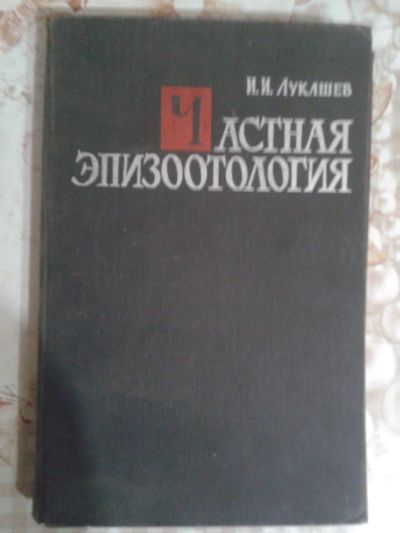 И. И. Лукашев
Частная
эпизоотология